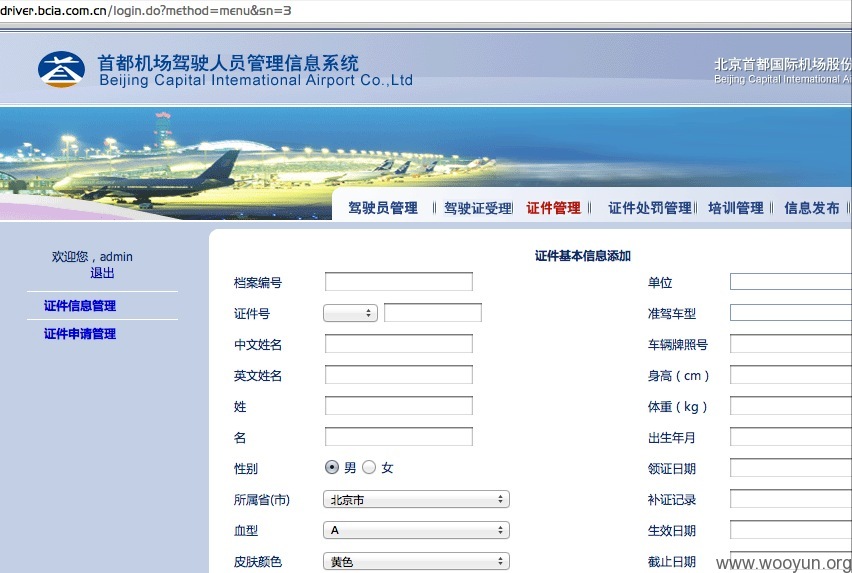 driver.bcia.com.cn/login.do?method=menu&sn=3
首都机场驾驶人员管理信息系统
Beijing Capital International Airport Co.,Ltd
北京首都国际机场股份
Beijing Capital International Ai
驾驶员管理 驾驶证受理 证件管理 证件处罚管理 培训管理 信息发布
欢迎您，admin
退出
证件信息管理
证件申请管理
证件基本信息添加
档案编号 单位
证件号 准驾车型
中文姓名 车辆牌照号
英文姓名 身高（cm）
姓 体重（kg）
名 出生年月
性别 男 女 领证日期
所属省(市) 北京市 补证记录
血型 A 生效日期
皮肤颜色 黄色 截止日期
www.wooyun.org